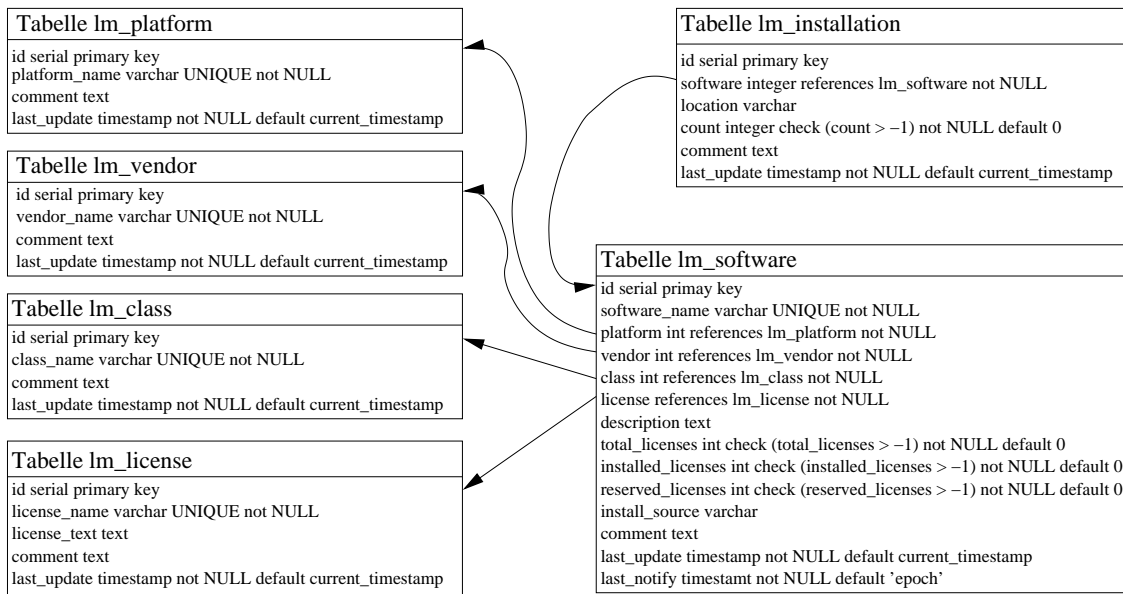 Tabelle lm_platform
id serial primary key
platform_name varchar UNIQUE not NULL
comment text
last_update timestamp not NULL default current_timestamp
Tabelle lm_vendor
id serial primary key
vendor_name varchar UNIQUE not NULL
comment text
last_update timestamp not NULL default current_timestamp
Tabelle lm_class
id serial primary key
class_name varchar UNIQUE not NULL
comment text
last_update timestamp not NULL default current_timestamp
Tabelle lm_license
id serial primary key
license_name varchar UNIQUE not NULL
license_text text
comment text
last_update timestamp not NULL default current_timestamp
Tabelle lm_installation
id serial primary key
software integer references lm_software not NULL
location varchar
count integer check (count > −1) not NULL default 0
comment text
last_update timestamp not NULL default current_timestamp
Tabelle lm_software
id serial primay key
software_name varchar UNIQUE not NULL
platform int references lm_platform not NULL
vendor int references lm_vendor not NULL
class int references lm_class not NULL
license references lm_license not NULL
description text
total_licenses int check (total_licenses > −1) not NULL default 0
installed_licenses int check (installed_licenses > −1) not NULL default 0
reserved_licenses int check (reserved_licenses > −1) not NULL default 0
install_source varchar
comment text
last_update timestamp not NULL default current_timestamp
last_notify timestamt not NULL default ’epoch’